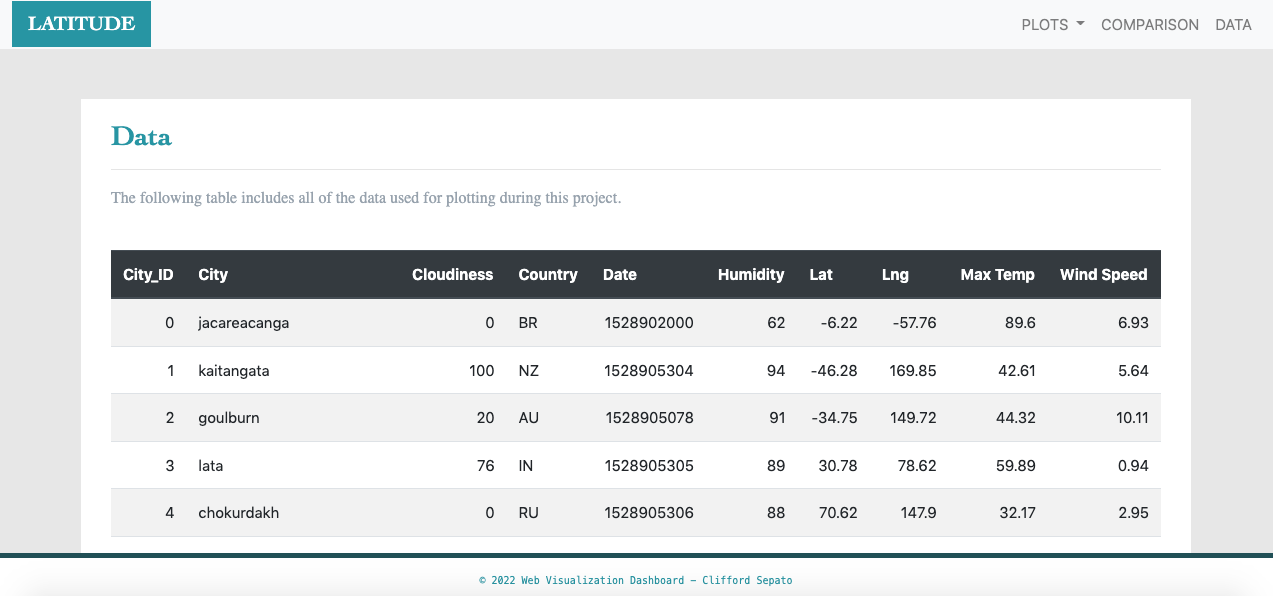 LATITUDE PLOTS COMPARISON DATA
Data
The following table includes all of the data used for plotting during this project.
City_ID City Cloudiness Country Date Humidity Lat Lng Max Temp Wind Speed
0 jacareacanga 0 BR 1528902000 62 -6.22 -57.76 89.6 6.93
1 kaitangata 100 NZ 1528905304 94 -46.28 169.85 42.61 5.64
2 goulburn 20 AU 1528905078 91 -34.75 149.72 44.32 10.11
3 lata 76 IN 1528905305 89 30.78 78.62 59.89 0.94
4 chokurdakh 0 RU 1528905306 88 70.62 147.9 32.17 2.95
© 2022 Web Visualization Dashboard – Clifford Sepato